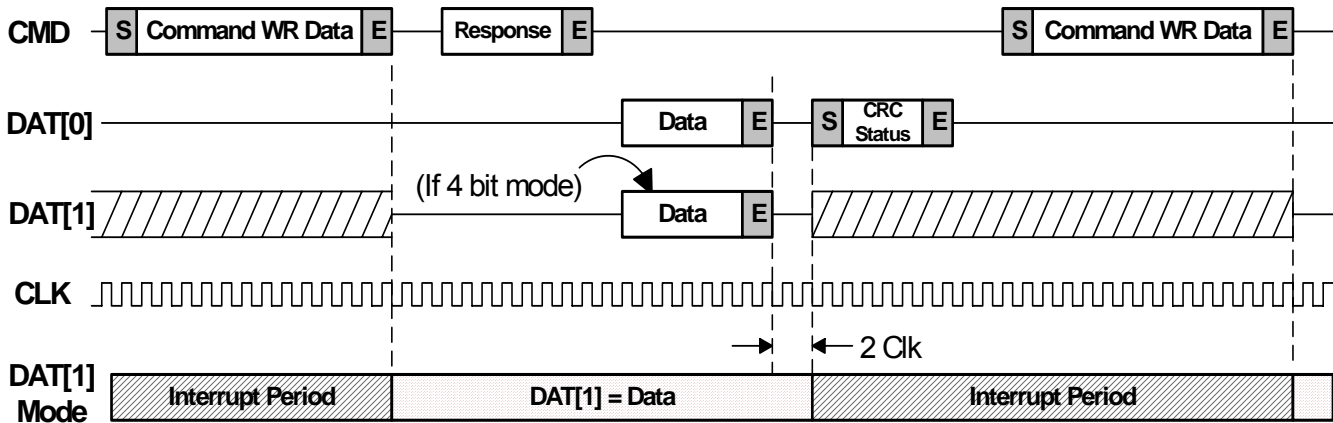 CMD S Command WR Data E Response E S Command WR Data E
DAT[0] Data E S CRC Status E
(If 4 bit mode)
DAT[1] Data E
CLK
2 Clk
DAT[1] Mode Interrupt Period DAT[1] = Data Interrupt Period